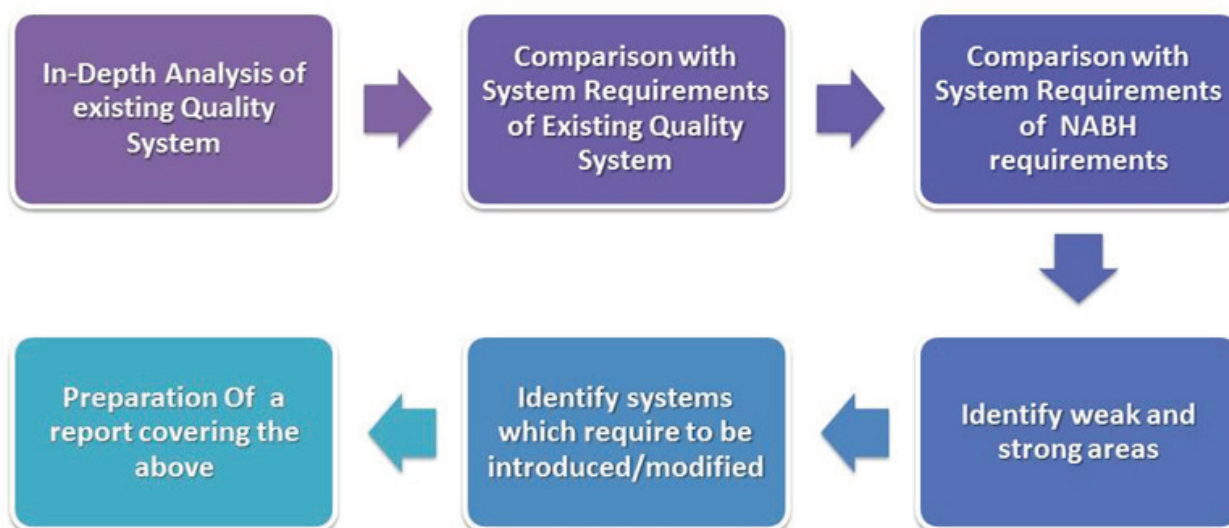 In-Depth Analysis of
existing Quality
System
Comparison with
System Requirements
of Existing Quality
System
Comparison with
System Requirements
of NABH
requirements
Identify weak and
strong areas
Identify systems
which require to be
introduced/modified
Preparation Of a
report covering the
above